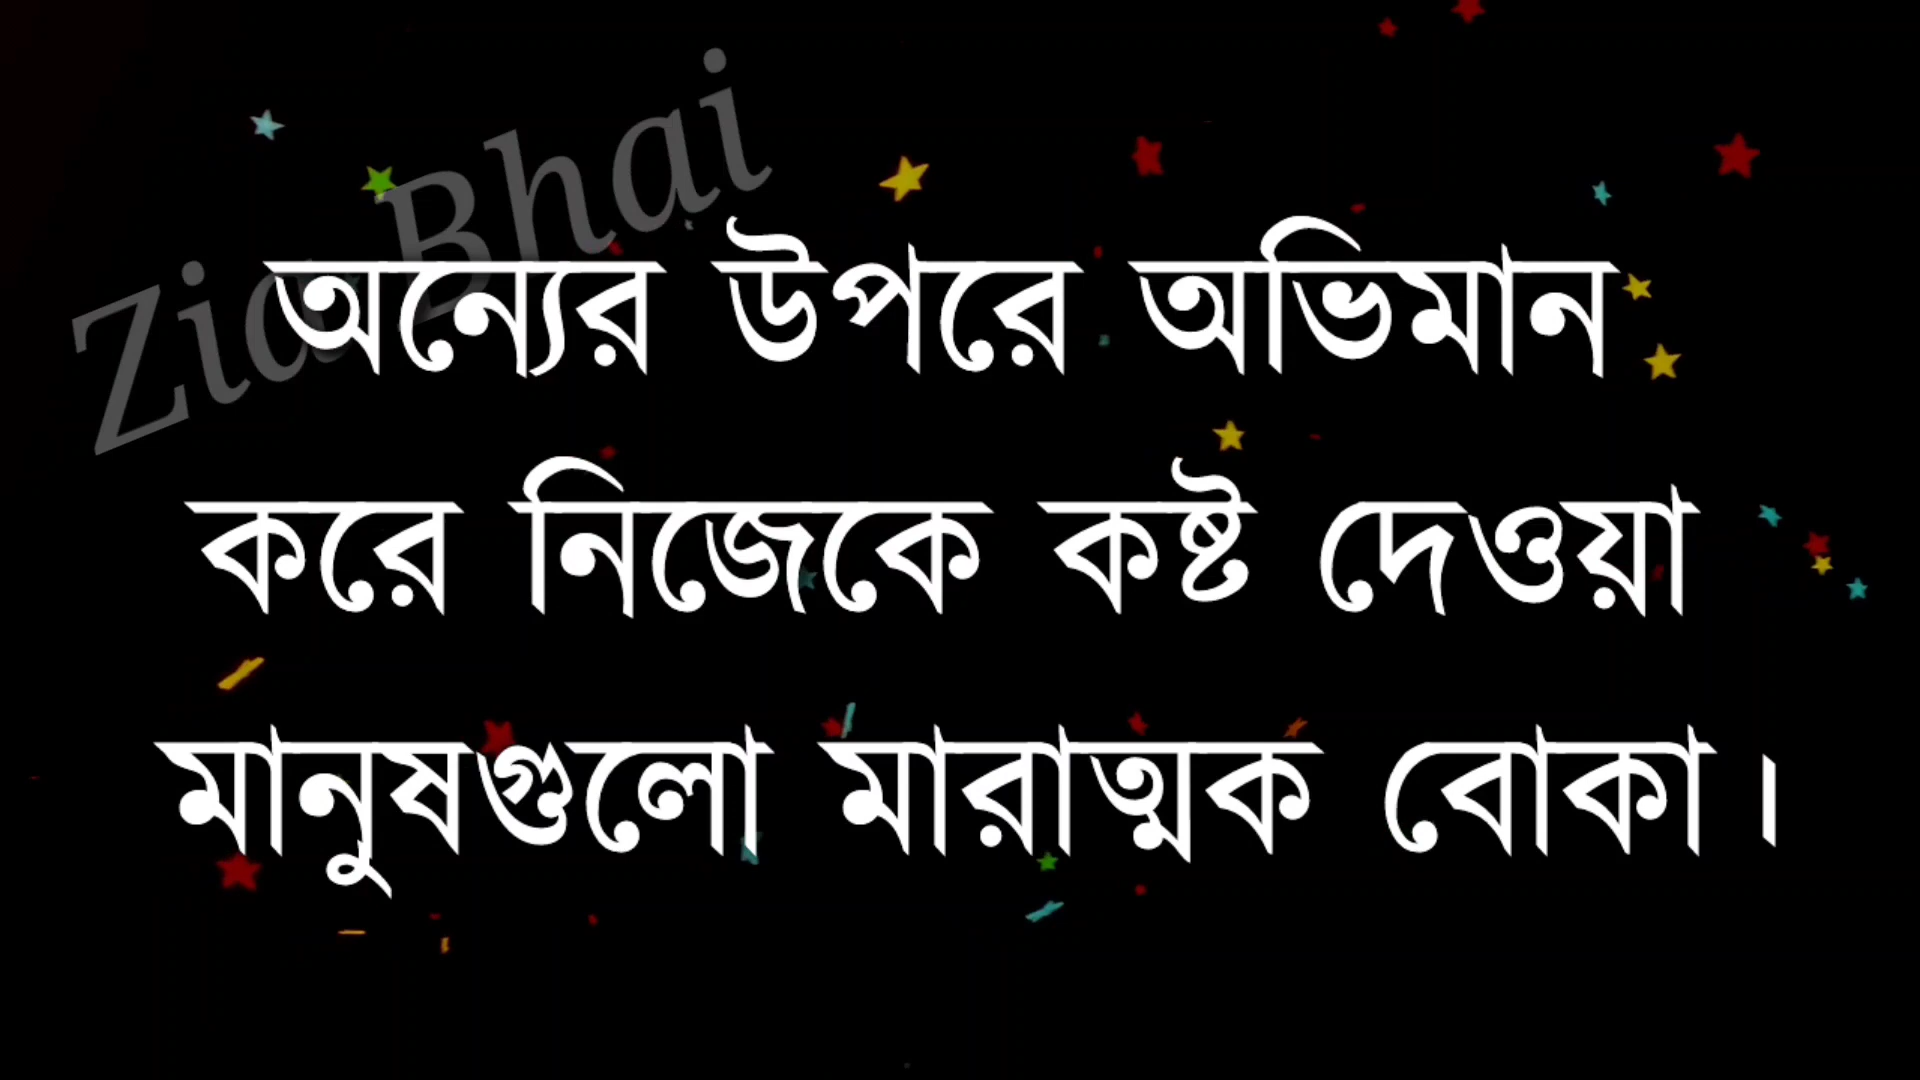 Zia Bhai
অন্যের উপরে অভিমান
করে নিজেকে কষ্ট দেওয়া
মানুষগুলো মারাত্মক বোকা।